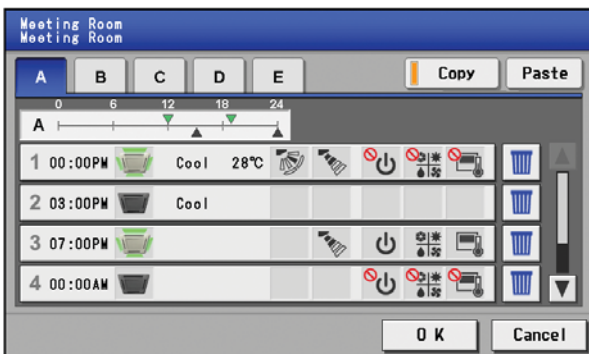 Meeting Room
Meeting Room
A B C D E Copy Paste
0 6 12 18 24
A
1 00:00PM Cool 28℃
2 03:00PM Cool
3 07:00PM
4 00:00AM
O K Cancel